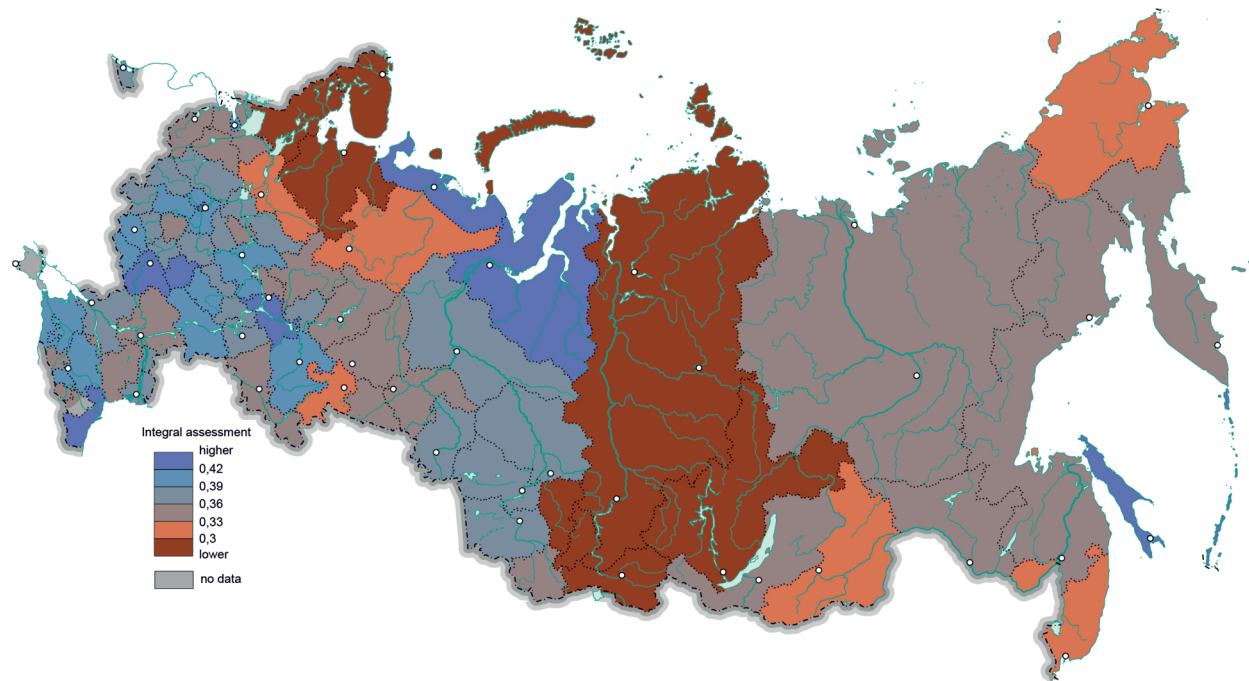 Integral assessment
higher
0,42
0,39
0,36
0,33
0,3
lower
no data